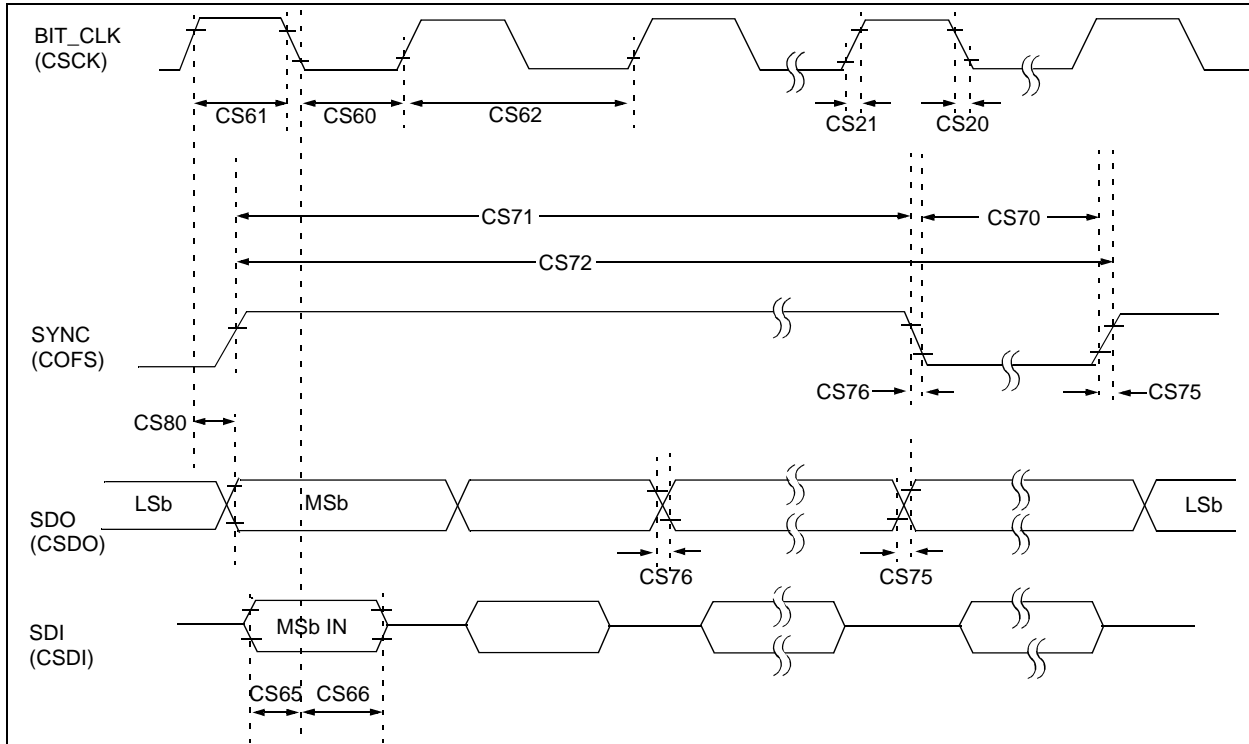 BIT_CLK
(CSCK)
CS61
CS60
CS62
CS21
CS20
CS71
CS70
CS72
SYNC
(COFS)
CS76
CS75
CS80
LSb
MSb
LSb
SDO
(CSDO)
CS76
CS75
SDI
(CSDI)
MSb IN
CS65
CS66